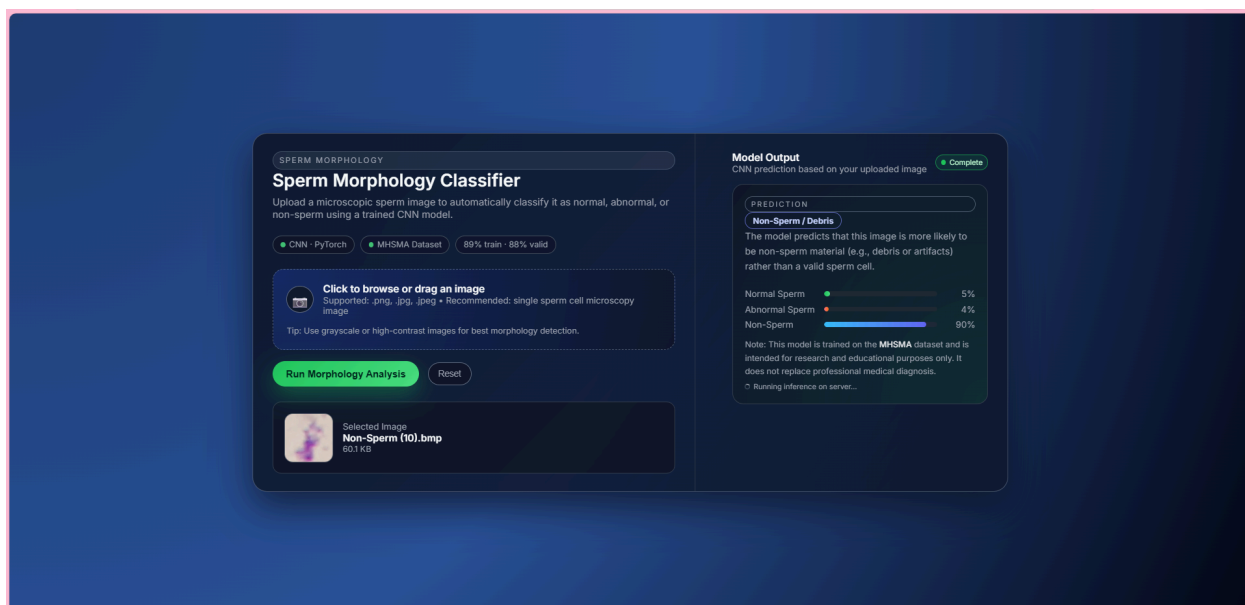 SPERM MORPHOLOGY
Sperm Morphology Classifier
Upload a microscopic sperm image to automatically classify it as normal, abnormal, or
non-sperm using a trained CNN model.
CNN · PyTorch
MHSMA Dataset
89% train · 88% valid
Click to browse or drag an image
Supported: .png, .jpg, .jpeg • Recommended: single sperm cell microscopy
image
Tip: Use grayscale or high-contrast images for best morphology detection.
Run Morphology Analysis
Reset
Selected Image
Non-Sperm (10).bmp
60.1 KB
Model Output
CNN prediction based on your uploaded image
Complete
PREDICTION
Non-Sperm / Debris
The model predicts that this image is more likely to
be non-sperm material (e.g., debris or artifacts)
rather than a valid sperm cell.
Normal Sperm 5%
Abnormal Sperm 4%
Non-Sperm 90%
Note: This model is trained on the MHSMA dataset and is
intended for research and educational purposes only. It
does not replace professional medical diagnosis.
Running inference on server...